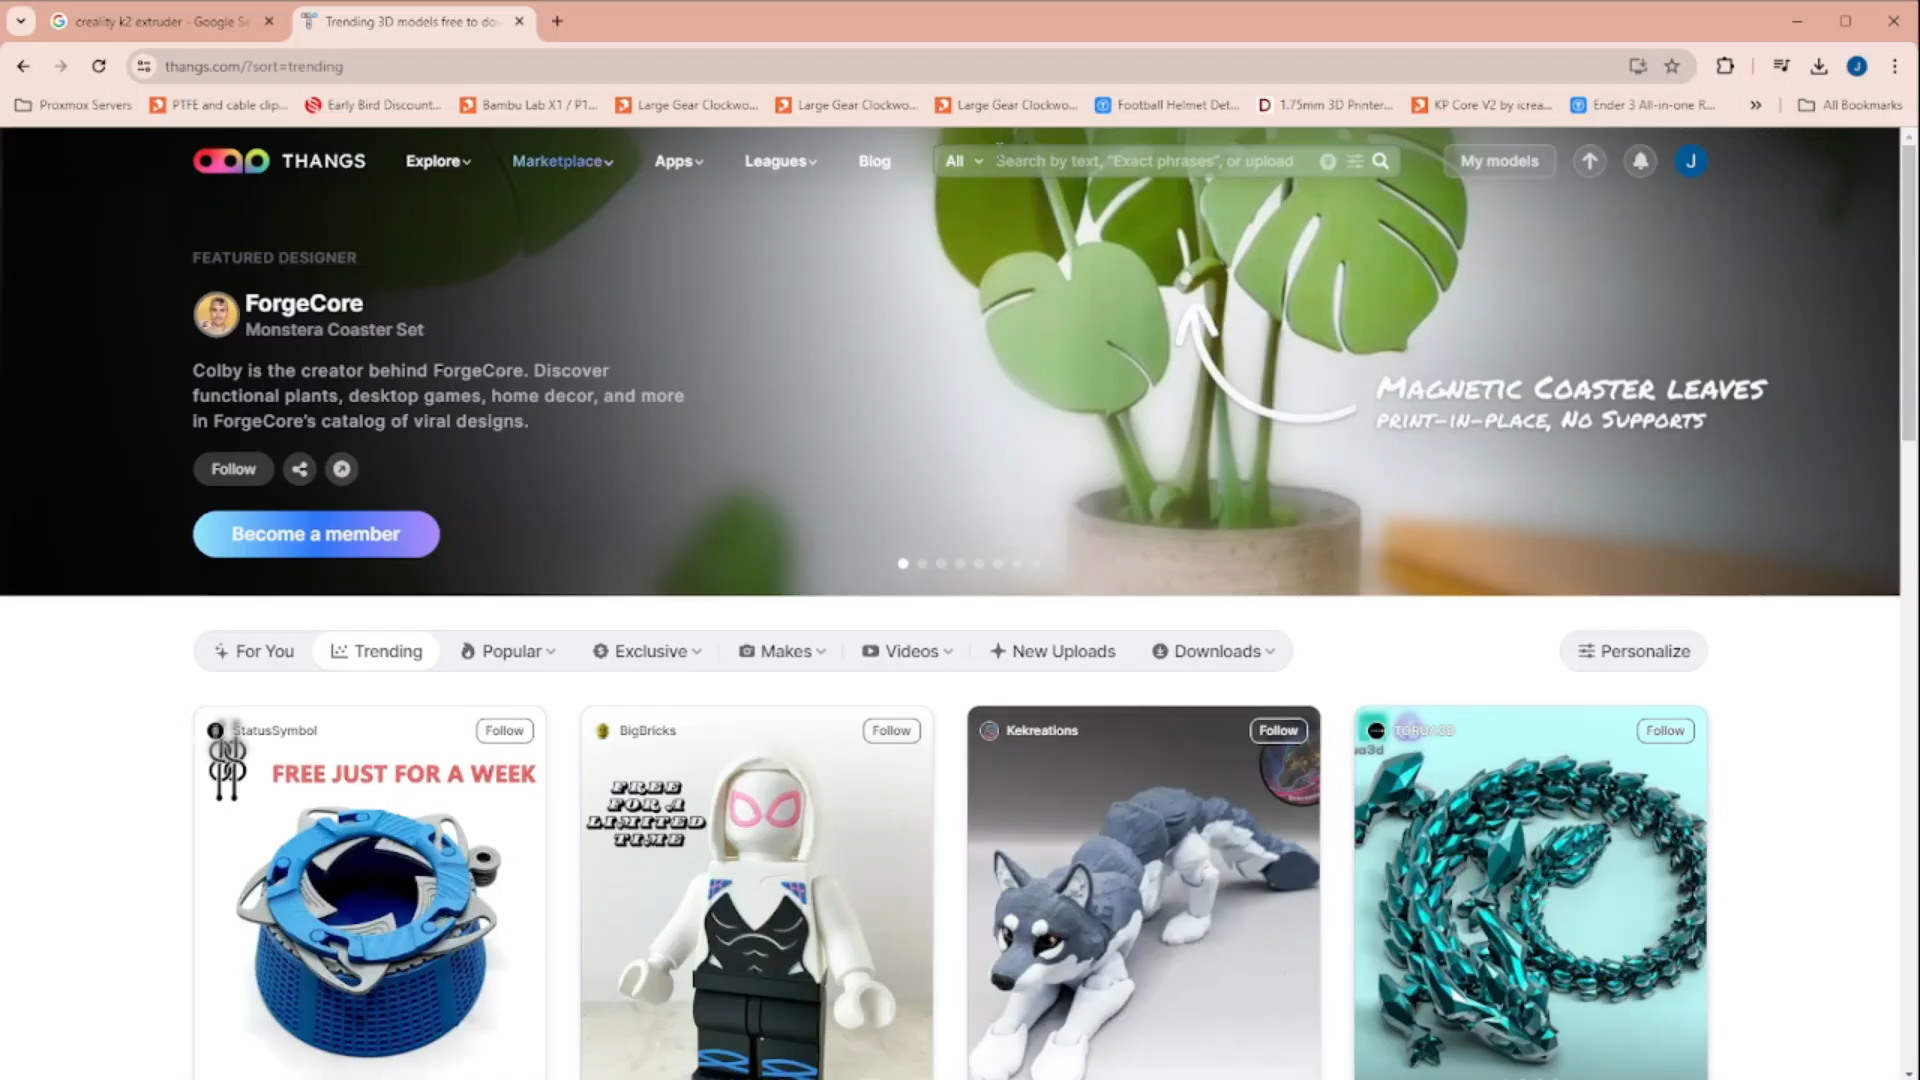 creality k2 extruder - Google Se
Trending 3D models free to do
thangs.com/?sort=trending
Proxmox Servers
PTFE and cable clip...
Early Bird Discount...
Bambu Lab X1 / P1...
Large Gear Clockwo...
Large Gear Clockwo...
Large Gear Clockwo...
Football Helmet Det...
1.75mm 3D Printer...
KP Core V2 by icrea...
Ender 3 All-in-one R...
All Bookmarks
THANGS
Explore
Marketplace
Apps
Leagues
Blog
All
Search by text, "Exact phrases", or upload
My models
J
FEATURED DESIGNER
ForgeCore
Monstera Coaster Set
Colby is the creator behind ForgeCore. Discover
functional plants, desktop games, home decor, and more
in ForgeCore's catalog of viral designs.
Follow
Become a member
MAGNETIC COASTER LEAVES
PRINT-IN-PLACE, NO SUPPORTS
For You
Trending
Popular
Exclusive
Makes
Videos
New Uploads
Downloads
Personalize
StatusSymbol
Follow
FREE JUST FOR A WEEK
BigBricks
Follow
FREE
FOR A
LIMITED
TIME
Kekreations
Follow
TORUA3D
Follow
ua3d